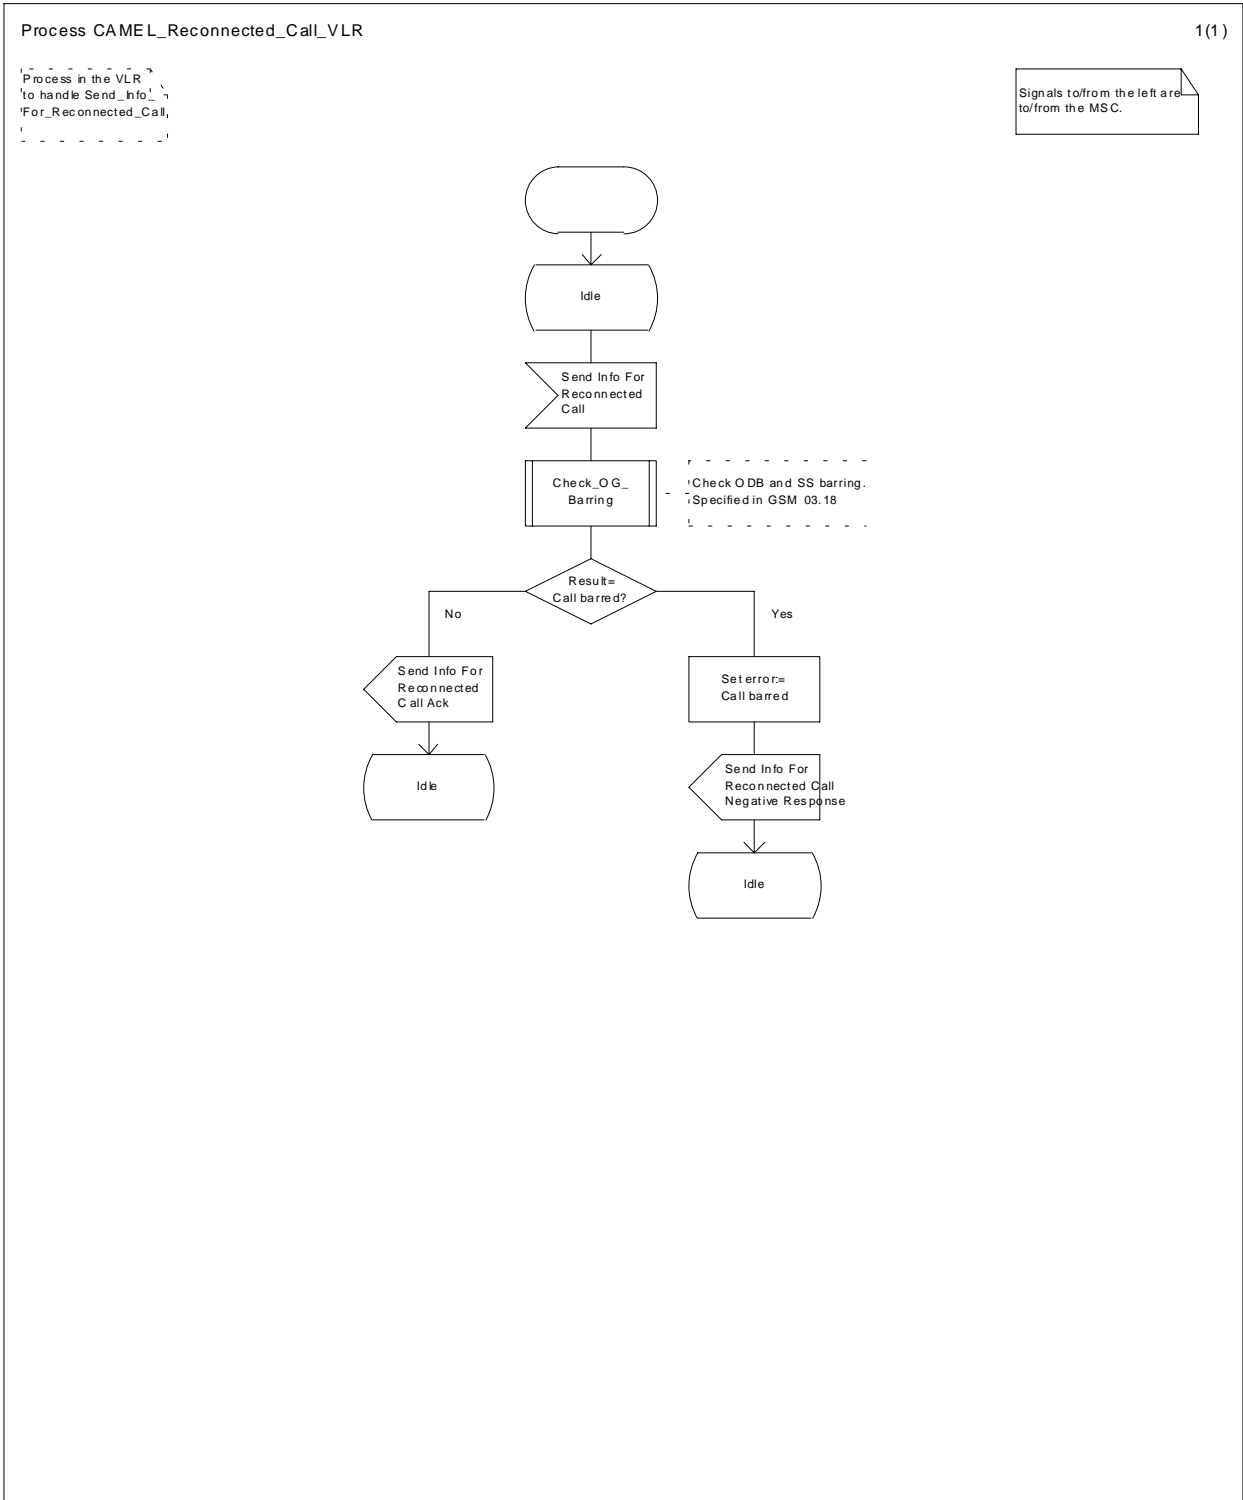 Process CAMEL_Reconnected_Call_VLR
1(1)
Process in the VLR
to handle Send_Info_
For_Reconnected_Call
Signals to/from the left are
to/from the MSC.
Idle
Send Info For
Reconnected
Call
Check_OG_
Barring
Check ODB and SS barring.
Specified in GSM 03.18
Result=
Call barred?
No
Yes
Send Info For
Reconnected
Call Ack
Set error:=
Call barred
Idle
Send Info For
Reconnected Call
Negative Response
Idle